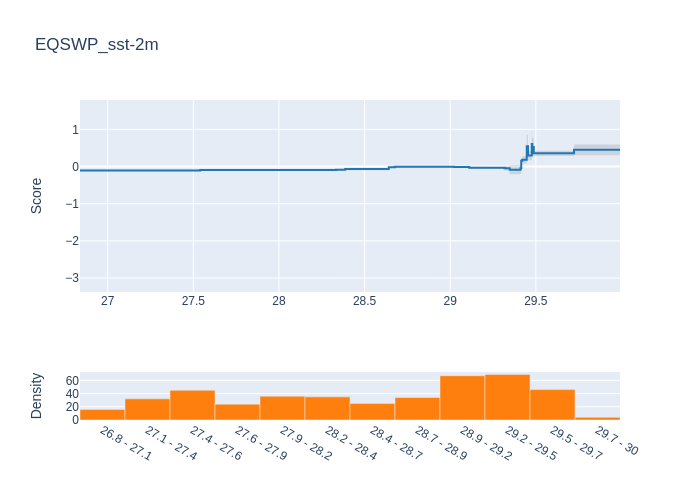 EQSWP_sst-2m
Score
1
0
−1
−2
−3
27
27.5
28
28.5
29
29.5
Density
60
40
20
0
26.8 - 27.1
27.1 - 27.4
27.4 - 27.6
27.6 - 27.9
27.9 - 28.2
28.2 - 28.4
28.4 - 28.7
28.7 - 28.9
28.9 - 29.2
29.2 - 29.5
29.5 - 29.7
29.7 - 30